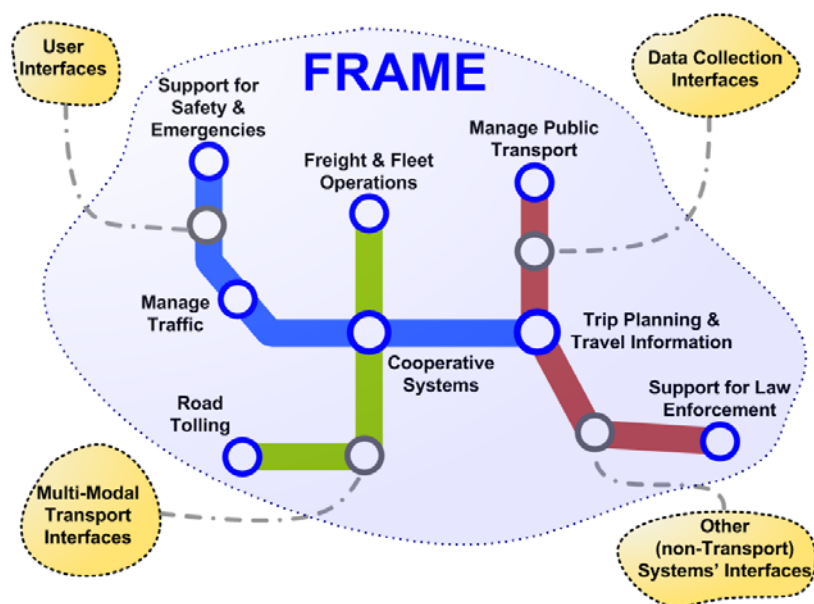 User
Interfaces
FRAME
Data Collection
Interfaces
Support for
Safety &
Emergencies
Freight & Fleet
Operations
Manage Public
Transport
Manage
Traffic
Cooperative
Systems
Trip Planning &
Travel Information
Road
Tolling
Support for Law
Enforcement
Multi-Modal
Transport
Interfaces
Other
(non-Transport)
Systems' Interfaces